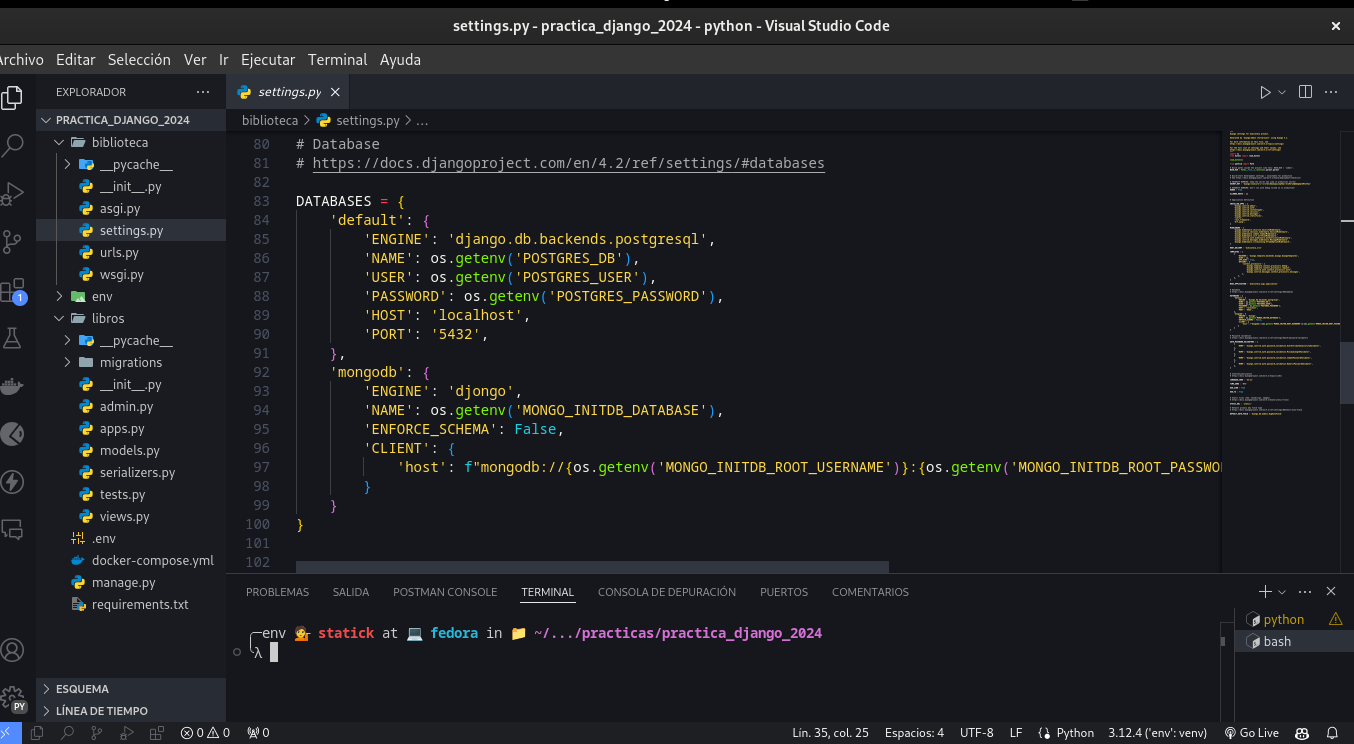 settings.py - practica_django_2024 - python - Visual Studio Code
Archivo Editar Selección Ver Ir Ejecutar Terminal Ayuda
EXPLORADOR
settings.py
PRACTICA_DJANGO_2024
biblioteca > settings.py > ...
biblioteca
__pycache__
__init__.py
asgi.py
settings.py
urls.py
wsgi.py
env
libros
__pycache__
migrations
__init__.py
admin.py
apps.py
models.py
serializers.py
tests.py
views.py
.env
docker-compose.yml
manage.py
requirements.txt
ESQUEMA
LÍNEA DE TIEMPO
1
PY
80 # Database
81 # https://docs.djangoproject.com/en/4.2/ref/settings/#databases
82
83 DATABASES = {
84 'default': {
85 'ENGINE': 'django.db.backends.postgresql',
86 'NAME': os.getenv('POSTGRES_DB'),
87 'USER': os.getenv('POSTGRES_USER'),
88 'PASSWORD': os.getenv('POSTGRES_PASSWORD'),
89 'HOST': 'localhost',
90 'PORT': '5432',
91 },
92 'mongodb': {
93 'ENGINE': 'djongo',
94 'NAME': os.getenv('MONGO_INITDB_DATABASE'),
95 'ENFORCE_SCHEMA': False,
96 'CLIENT': {
97 'host': f"mongodb://{os.getenv('MONGO_INITDB_ROOT_USERNAME')}:{os.getenv('MONGO_INITDB_ROOT_PASSWO
98 }
99 }
100 }
101
102
PROBLEMAS SALIDA POSTMAN CONSOLE TERMINAL CONSOLA DE DEPURACIÓN PUERTOS COMENTARIOS
env 💁 statick at 💻 fedora in 📁 ~/.../practicas/practica_django_2024
λ
python
bash
0 0 0 Lín. 35, col. 25 Espacios: 4 UTF-8 LF Python 3.12.4 ('env': venv) Go Live